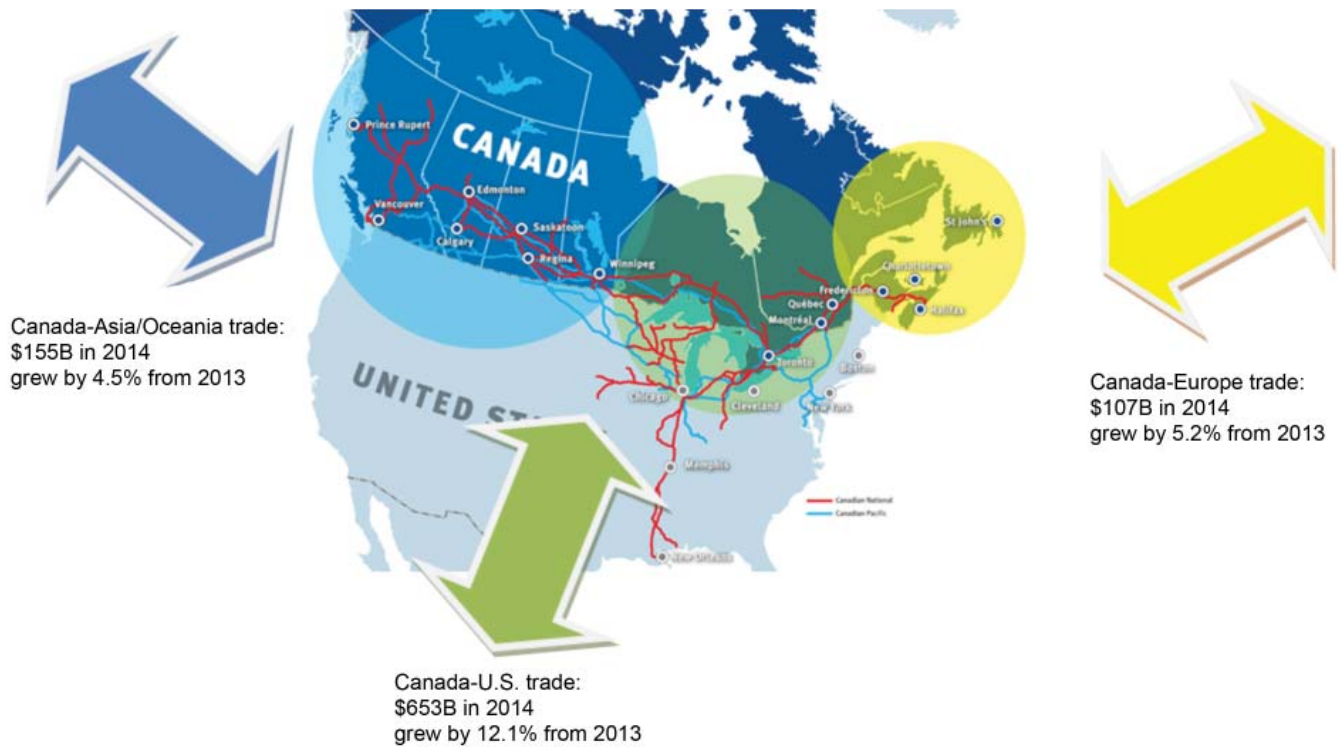 CANADA
Prince Rupert
Edmonton
Vancouver
Calgary
Saskatoon
Regina
Winnipeg
St John's
Charlottetown
Fredericton
Halifax
Québec
Montréal
Toronto
Boston
New York
Chicago
Cleveland
UNITED ST
Memphis
New Orleans
Canadian National
Canadian Pacific
Canada-Asia/Oceania trade:
$155B in 2014
grew by 4.5% from 2013
Canada-Europe trade:
$107B in 2014
grew by 5.2% from 2013
Canada-U.S. trade:
$653B in 2014
grew by 12.1% from 2013